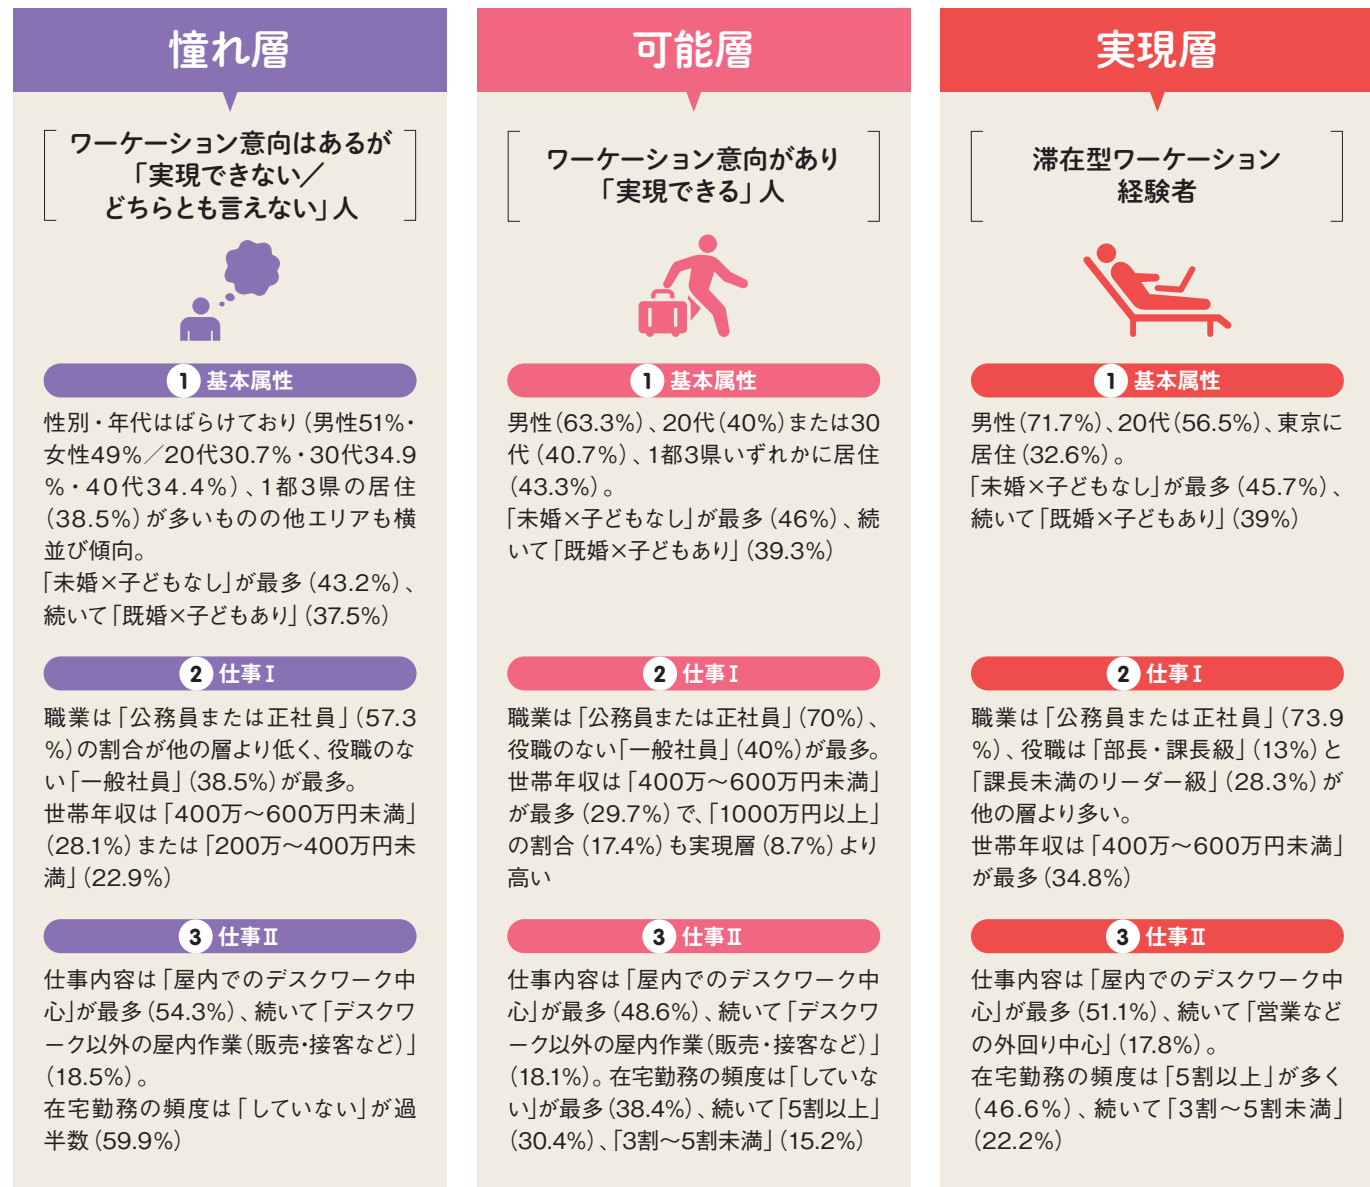 憧れ層
ワーケーション意向はあるが
「実現できない／
どちらとも言えない」人
1 基本属性
性別・年代はばらけており（男性51%・
女性49%／20代30.7%・30代34.9
%・40代34.4%）、1都3県の居住
（38.5%）が多いものの他エリアも横
並び傾向。
「未婚×子どもなし」が最多（43.2%）、
続いて「既婚×子どもあり」（37.5%）
2 仕事Ⅰ
職業は「公務員または正社員」（57.3
%）の割合が他の層より低く、役職のな
い「一般社員」（38.5%）が最多。
世帯年収は「400万〜600万円未満」
（28.1%）または「200万〜400万円未
満」（22.9%）
3 仕事Ⅱ
仕事内容は「屋内でのデスクワーク中
心」が最多（54.3%）、続いて「デスクワ
ーク以外の屋内作業（販売・接客など）」
（18.5%）。
在宅勤務の頻度は「していない」が過
半数（59.9%）
可能層
ワーケーション意向があり
「実現できる」人
1 基本属性
男性（63.3%）、20代（40%）または30
代（40.7%）、1都3県いずれかに居住
（43.3%）。
「未婚×子どもなし」が最多（46%）、続
いて「既婚×子どもあり」（39.3%）
2 仕事Ⅰ
職業は「公務員または正社員」（70%）、
役職のない「一般社員」（40%）が最多。
世帯年収は「400万〜600万円未満」
が最多（29.7%）で、「1000万円以上」
の割合（17.4%）も実現層（8.7%）より
高い
3 仕事Ⅱ
仕事内容は「屋内でのデスクワーク中
心」が最多（48.6%）、続いて「デスクワ
ーク以外の屋内作業（販売・接客など）」
（18.1%）。在宅勤務の頻度は「していな
い」が最多（38.4%）、続いて「5割以上」
（30.4%）、「3割〜5割未満」（15.2%）
実現層
滞在型ワーケーション
経験者
1 基本属性
男性（71.7%）、20代（56.5%）、東京に
居住（32.6%）。
「未婚×子どもなし」が最多（45.7%）、
続いて「既婚×子どもあり」（39%）
2 仕事Ⅰ
職業は「公務員または正社員」（73.9
%）、役職は「部長・課長級」（13%）と
「課長未満のリーダー級」（28.3%）が
他の層より多い。
世帯年収は「400万〜600万円未満」
が最多（34.8%）
3 仕事Ⅱ
仕事内容は「屋内でのデスクワーク中
心」が最多（51.1%）、続いて「営業など
の外回り中心」（17.8%）。
在宅勤務の頻度は「5割以上」が多く
（46.6%）、続いて「3割〜5割未満」
（22.2%）